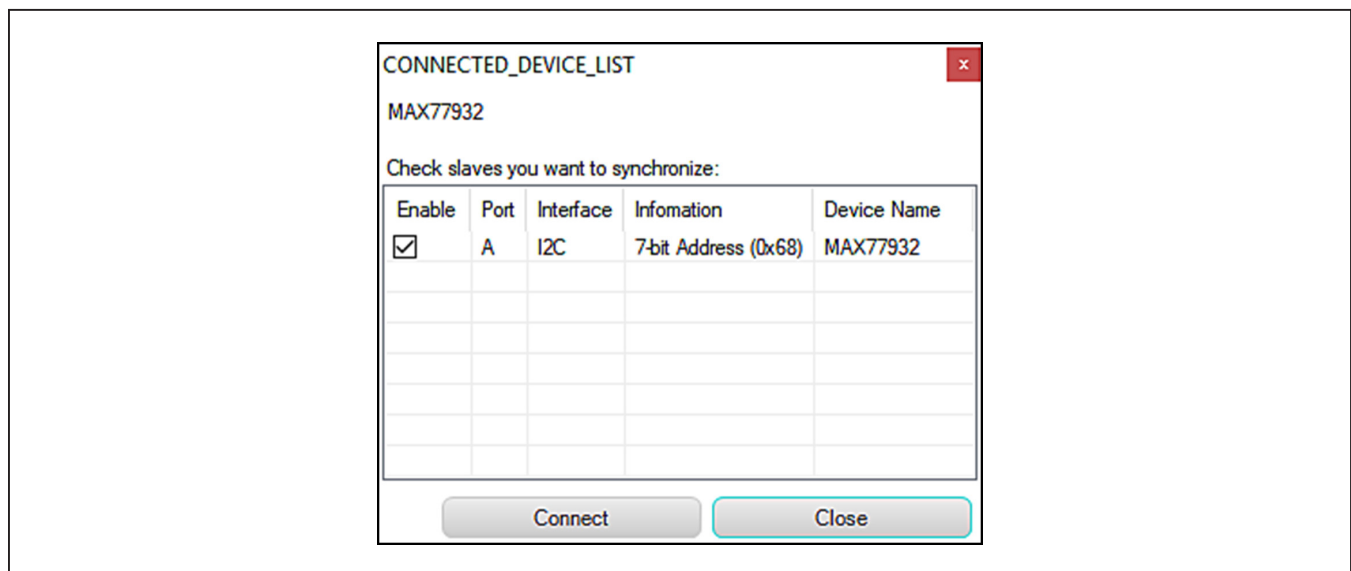 CONNECTED_DEVICE_LIST x
MAX77932
Check slaves you want to synchronize:
Enable Port Interface Infomation Device Name
A I2C 7-bit Address (0x68) MAX77932
Connect Close